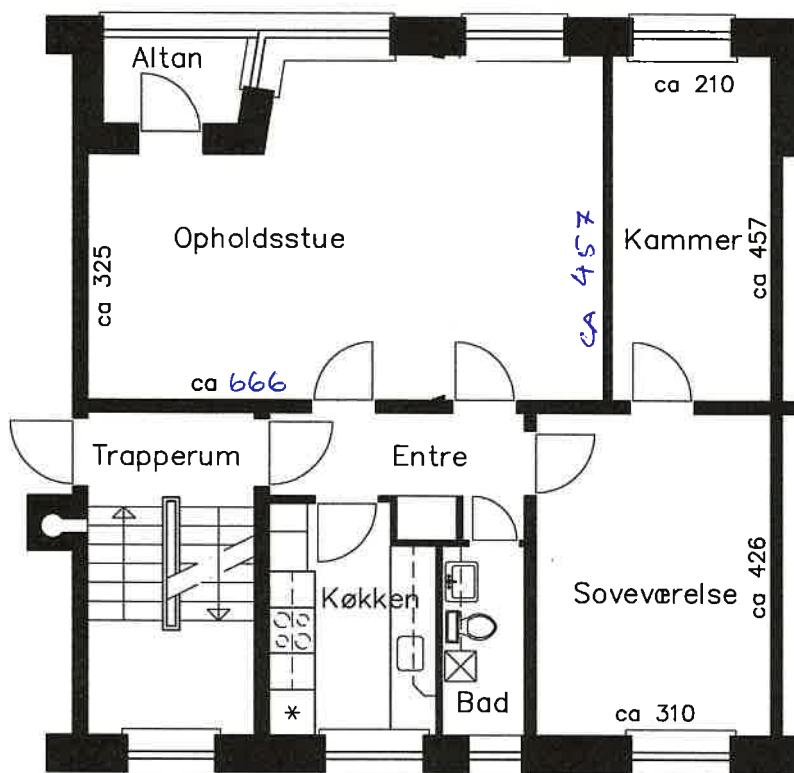 Altan
ca 210
Opholdsstue
Kammer
ca 325
ca 457
ca 457
ca 666
Trapperum
Entre
Køkken
Soveværelse
ca 426
Bad
ca 310
*